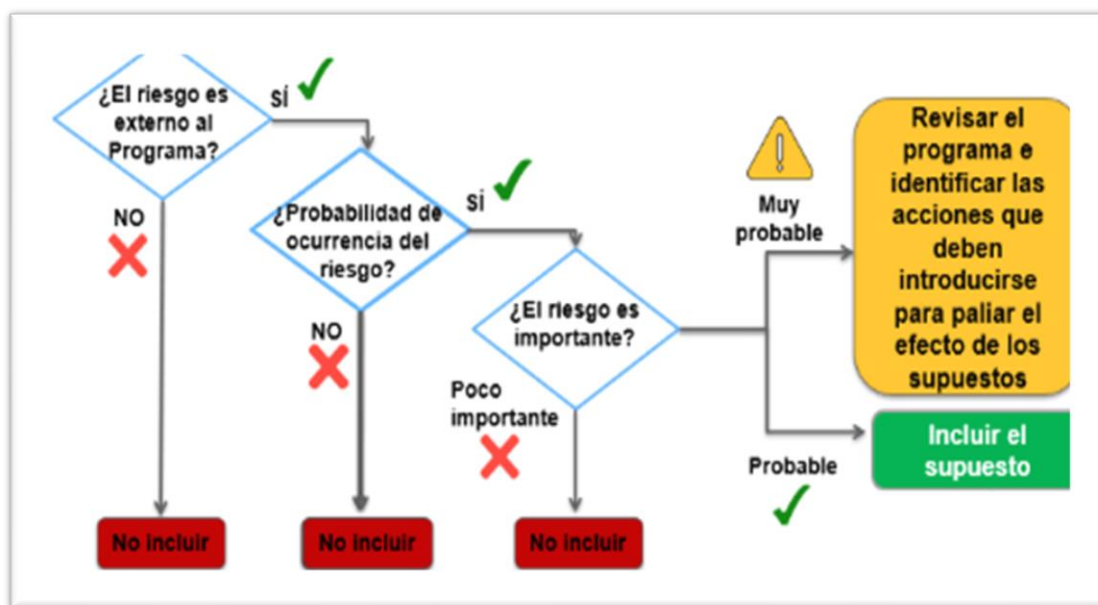 ¿El riesgo es
externo al
Programa?
SÍ
NO
No incluir
¿Probabilidad de
ocurrencia del
riesgo?
SÍ
NO
No incluir
¿El riesgo es
importante?
Poco
importante
No incluir
Muy
probable
Revisar el
programa e
identificar las
acciones que
deben
introducirse
para paliar el
efecto de los
supuestos
Probable
Incluir el
supuesto